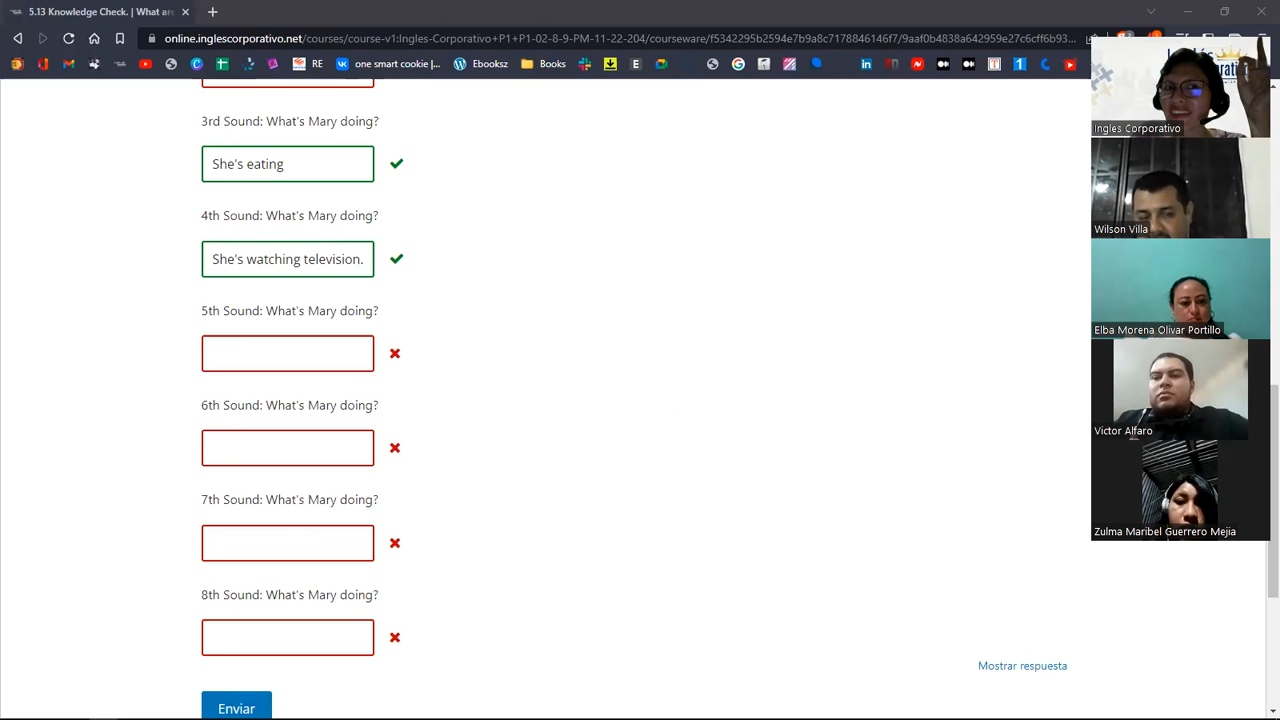 5.13 Knowledge Check. | What ar
online.inglescorporativo.net/courses/course-v1:Ingles-Corporativo+P1+P1-02-8-9-PM-11-22-204/courseware/f5342295b2594e7b9a8c7178846146f7/9aaf0b4838a642959e27c6cff6b93...
RE
one smart cookie |...
Boks
Ingles Corporativo
3rd Sound: What's Mary doing?
She's eating
4th Sound: What's Mary doing?
Wilson Villa
She's watching television.
5th Sound: What's Mary doing?
Elba Morena Olivar Portillo
6th Sound: What's Mary doing?
Victor Alfaro
7th Sound: What's Mary doing?
Zulma Maribel Guerrero Mejia
8th Sound: What's Mary doing?
Mostrar respuesta
Enviar